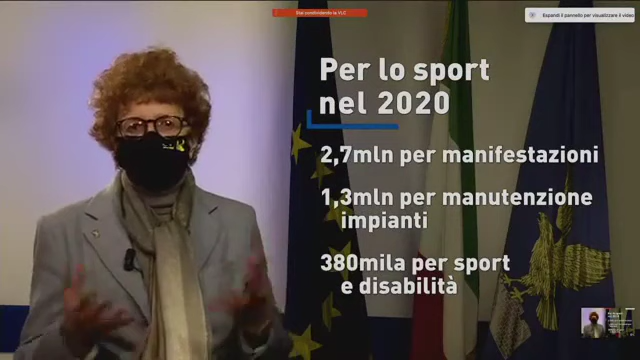 Stai condividendo la VLC
Espandi il pannello per visualizzare il video
Per lo sport
nel 2020
2,7mln per manifestazioni
1,3mln per manutenzione
impianti
380mila per sport
e disabilità